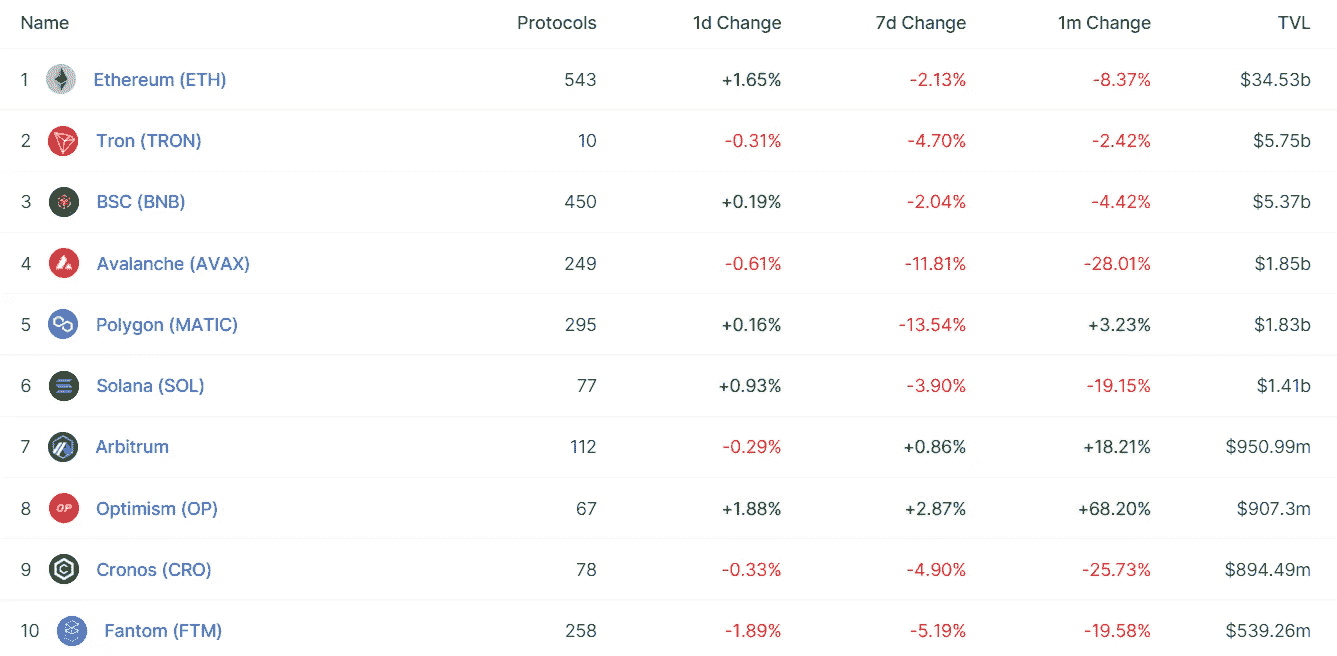 Name Protocols 1d Change 7d Change 1m Change TVL
1 Ethereum (ETH) 543 +1.65% -2.13% -8.37% $34.53b
2 Tron (TRON) 10 -0.31% -4.70% -2.42% $5.75b
3 BSC (BNB) 450 +0.19% -2.04% -4.42% $5.37b
4 Avalanche (AVAX) 249 -0.61% -11.81% -28.01% $1.85b
5 Polygon (MATIC) 295 +0.16% -13.54% +3.23% $1.83b
6 Solana (SOL) 77 +0.93% -3.90% -19.15% $1.41b
7 Arbitrum 112 -0.29% +0.86% +18.21% $950.99m
8 OP Optimism (OP) 67 +1.88% +2.87% +68.20% $907.3m
9 Cronos (CRO) 78 -0.33% -4.90% -25.73% $894.49m
10 Fantom (FTM) 258 -1.89% -5.19% -19.58% $539.26m